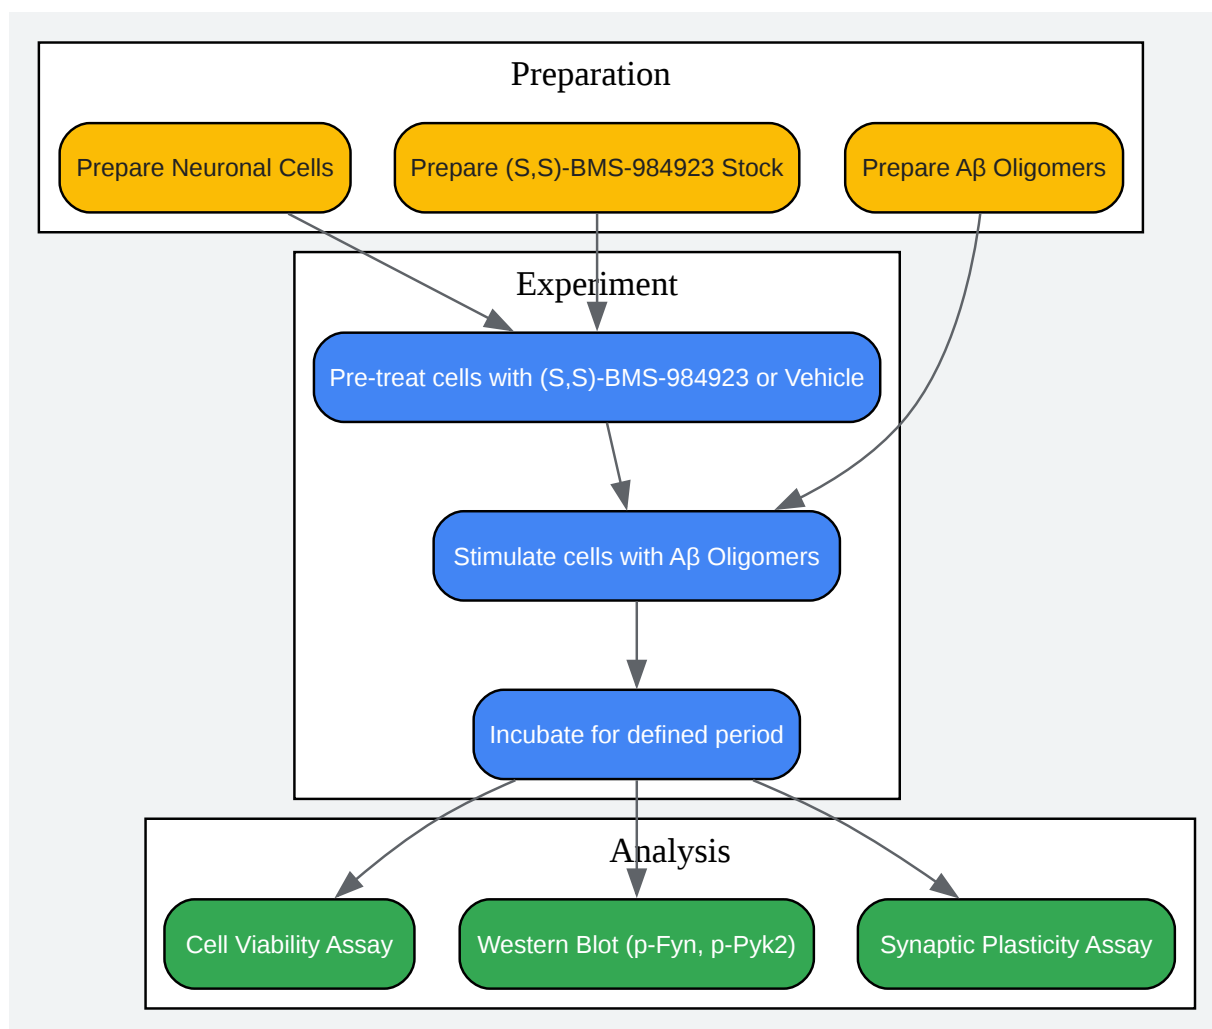 Preparation
Prepare Neuronal Cells
Prepare (S,S)-BMS-984923 Stock
Prepare Aβ Oligomers
Experiment
Pre-treat cells with (S,S)-BMS-984923 or Vehicle
Stimulate cells with Aβ Oligomers
Incubate for defined period
Analysis
Cell Viability Assay
Western Blot (p-Fyn, p-Pyk2)
Synaptic Plasticity Assay